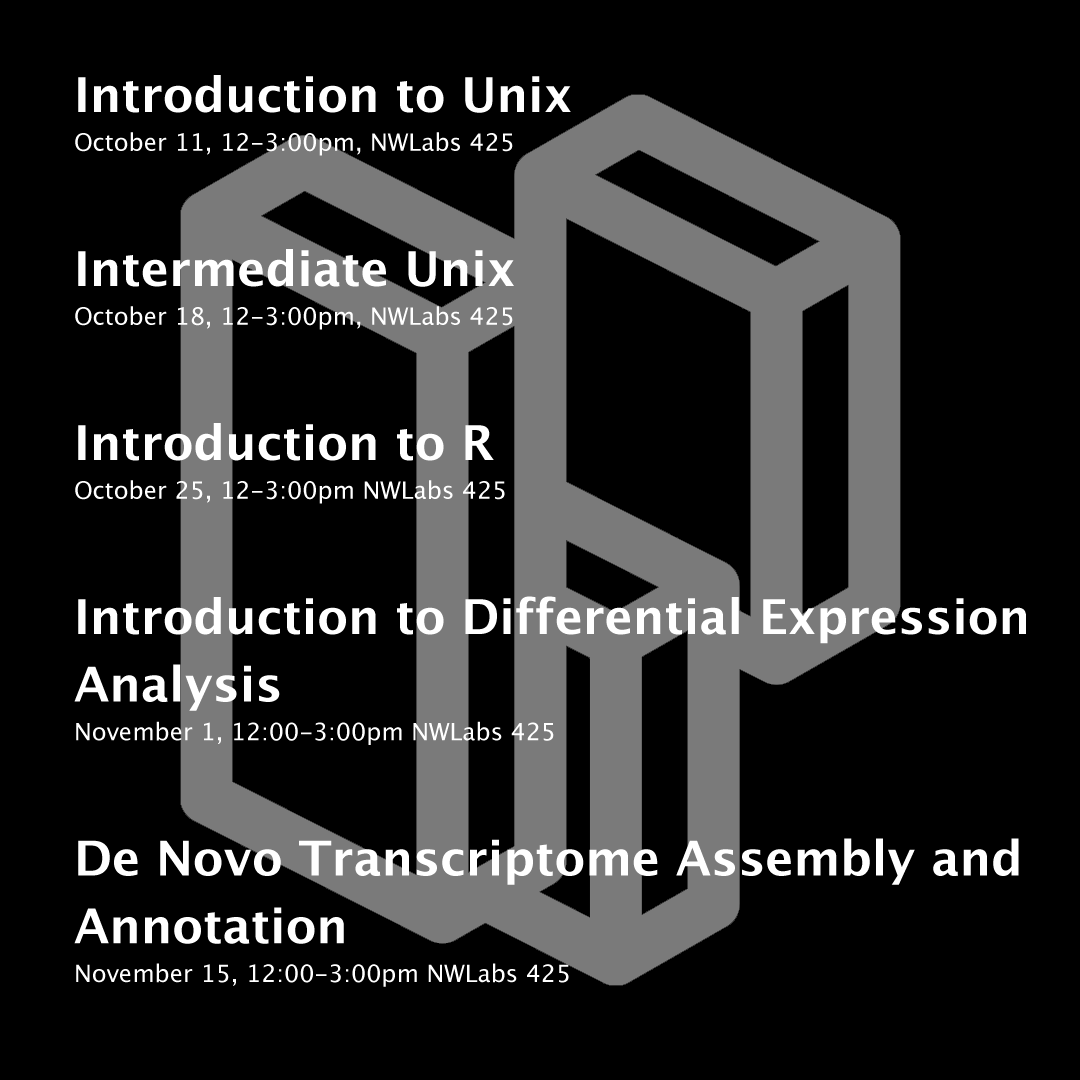 Introduction to Unix
October 11, 12-3:00pm, NWLabs 425
Intermediate Unix
October 18, 12-3:00pm, NWLabs 425
Introduction to R
October 25, 12-3:00pm NWLabs 425
Introduction to Differential Expression
Analysis
November 1, 12:00-3:00pm NWLabs 425
De Novo Transcriptome Assembly and
Annotation
November 15, 12:00-3:00pm NWLabs 425